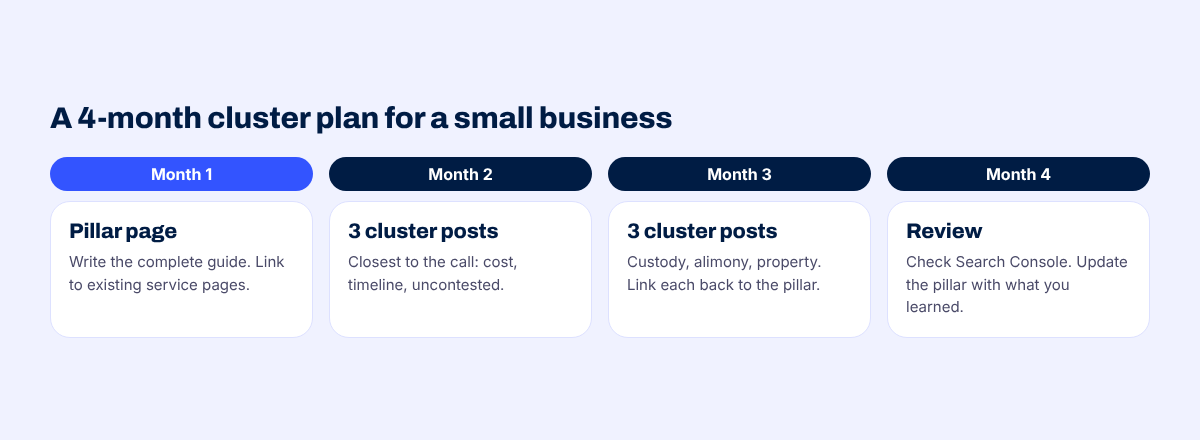 A 4-month cluster plan for a small business
Month 1
Month 2
Month 3
Month 4
Pillar page
Write the complete guide. Link
to existing service pages.
3 cluster posts
Closest to the call: cost,
timeline, uncontested.
3 cluster posts
Custody, alimony, property.
Link each back to the pillar.
Review
Check Search Console. Update
the pillar with what you
learned.